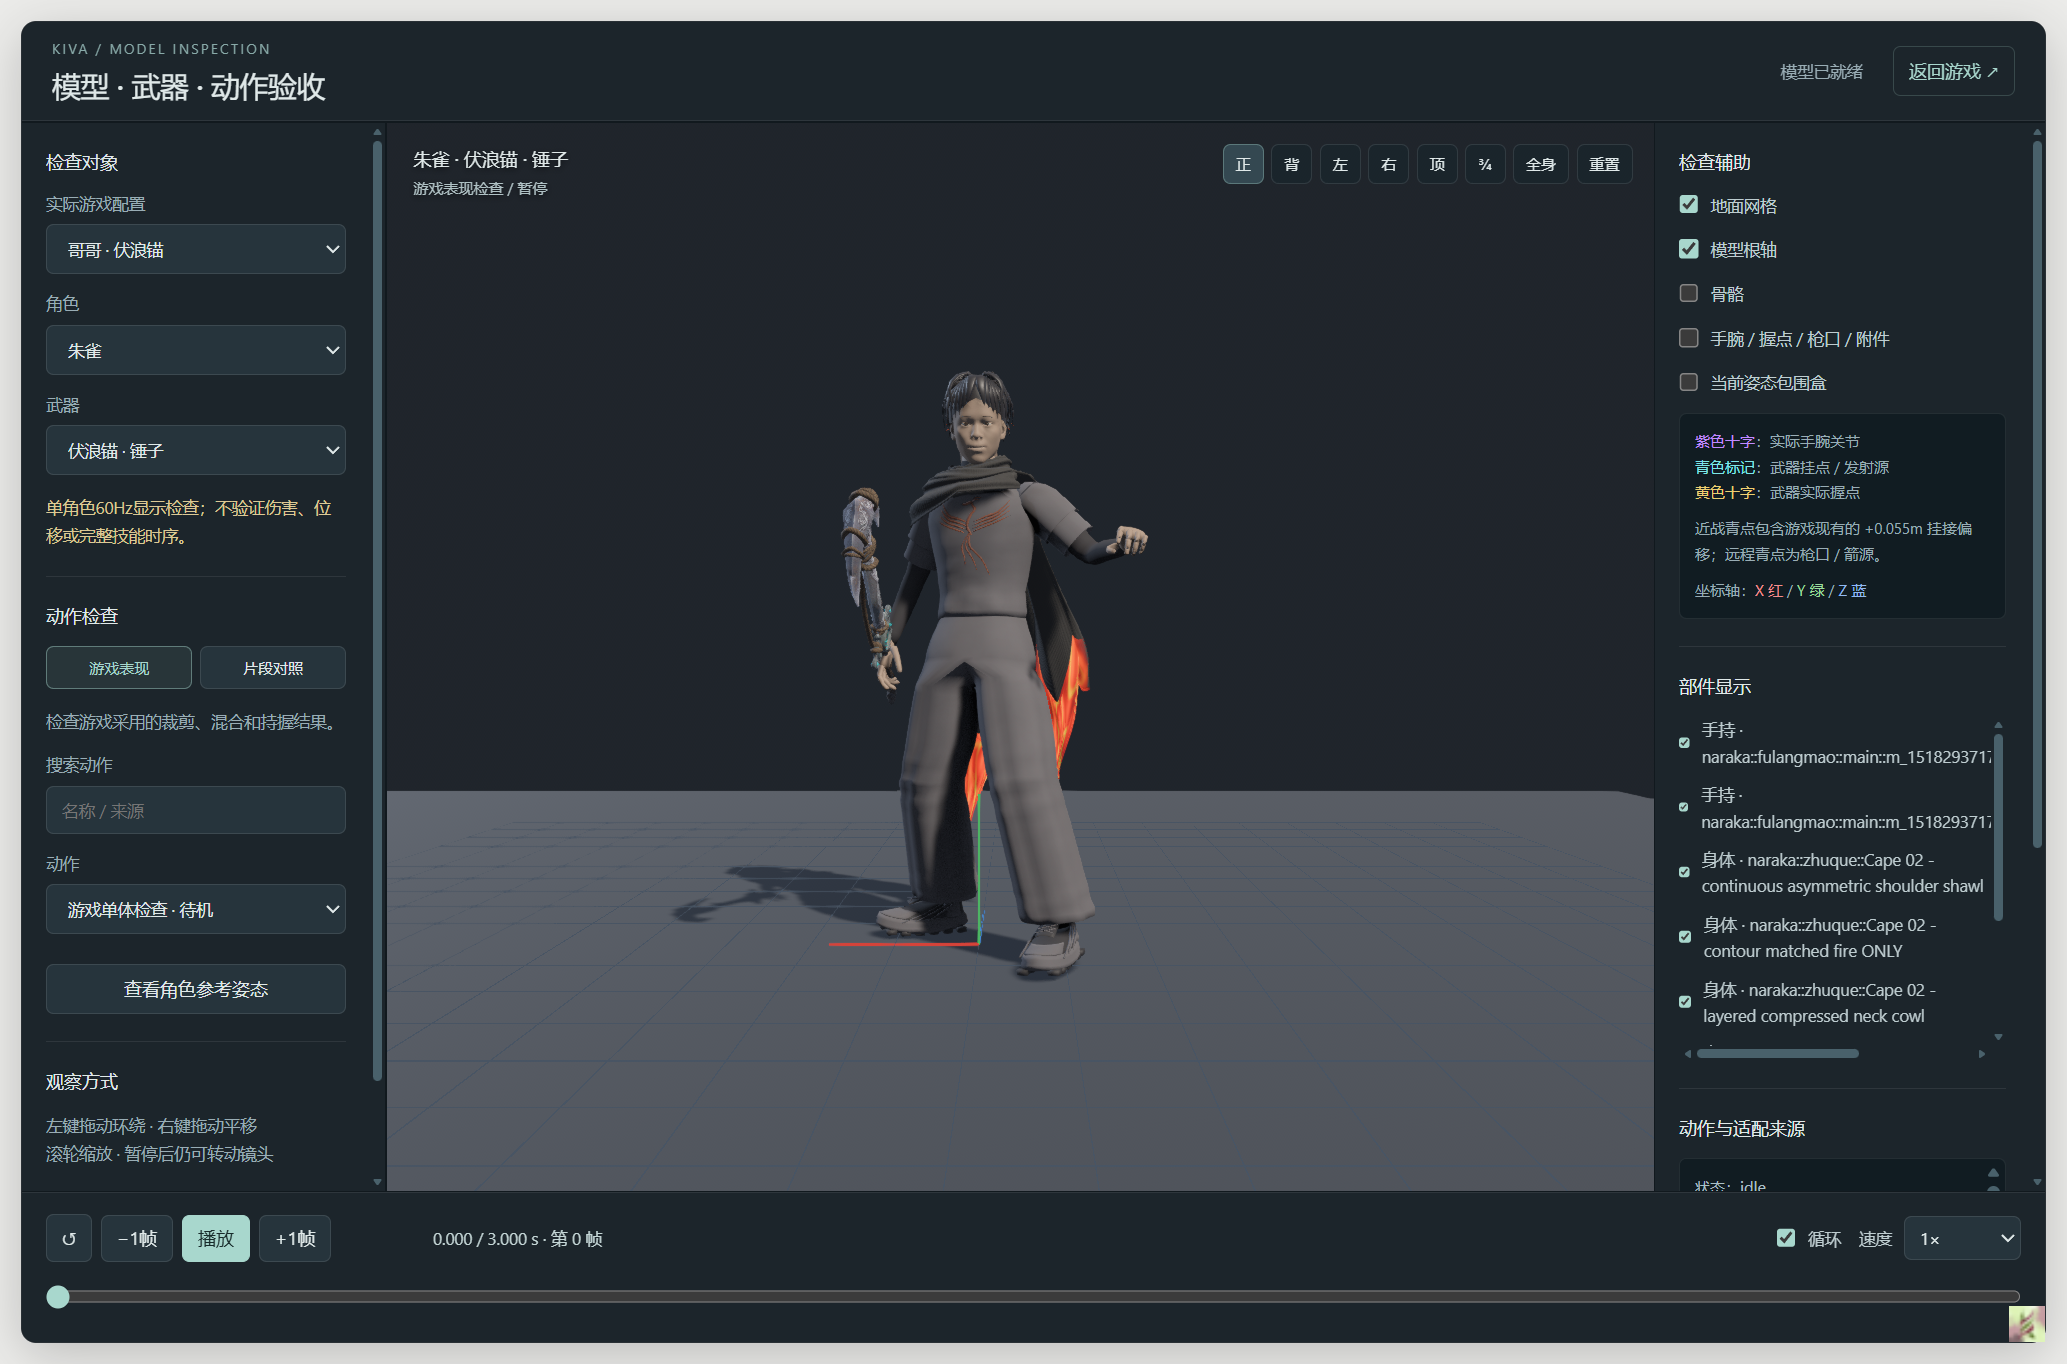 KIVA / MODEL INSPECTION
模型 · 武器 · 动作验收
模型已就绪
返回游戏 ↗
检查对象
实际游戏配置
哥哥 · 伏浪锚
角色
朱雀
武器
伏浪锚 · 锤子
单角色60Hz显示检查；不验证伤害、位
移或完整技能时序。
动作检查
游戏表现
片段对照
检查游戏采用的裁剪、混合和持握结果。
搜索动作
名称 / 来源
动作
游戏单体检查 · 待机
查看角色参考姿态
观察方式
左键拖动环绕 · 右键拖动平移
滚轮缩放 · 暂停后仍可转动镜头
朱雀 · 伏浪锚 · 锤子
游戏表现检查 / 暂停
正
背
左
右
顶
¾
全身
重置
检查辅助
地面网格
模型根轴
骨骼
手腕 / 握点 / 枪口 / 附件
当前姿态包围盒
紫色十字：实际手腕关节
青色标记：武器挂点 / 发射源
黄色十字：武器实际握点
近战青点包含游戏现有的 +0.055m 挂接偏
移；远程青点为枪口 / 箭源。
坐标轴：X 红 / Y 绿 / Z 蓝
部件显示
手持 ·
naraka::fulangmao::main::m_1518293717
手持 ·
naraka::fulangmao::main::m_1518293717
身体 · naraka::zhuque::Cape 02 -
continuous asymmetric shoulder shawl
身体 · naraka::zhuque::Cape 02 -
contour matched fire ONLY
身体 · naraka::zhuque::Cape 02 -
layered compressed neck cowl
动作与适配来源
状态：idle
↺
−1帧
播放
+1帧
0.000 / 3.000 s · 第 0 帧
循环
速度
1×